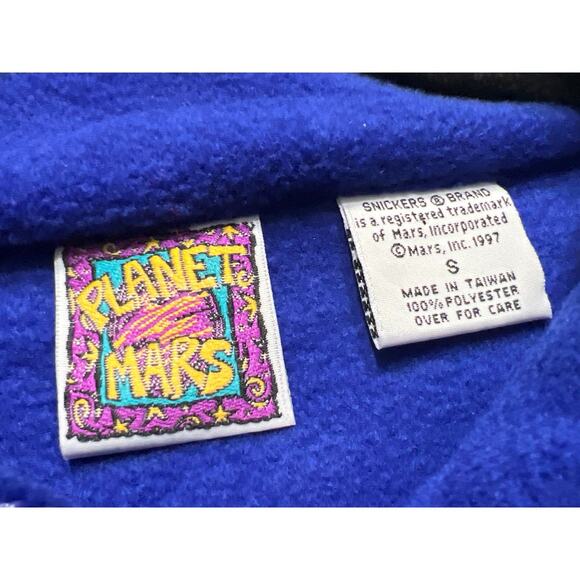 PLANET
MARS
SNICKERS ® BRAND
is a registered trademark
of Mars, Incorporated
© Mars, Inc. 1997
S
MADE IN TAIWAN
100% POLYESTER
OVER FOR CARE